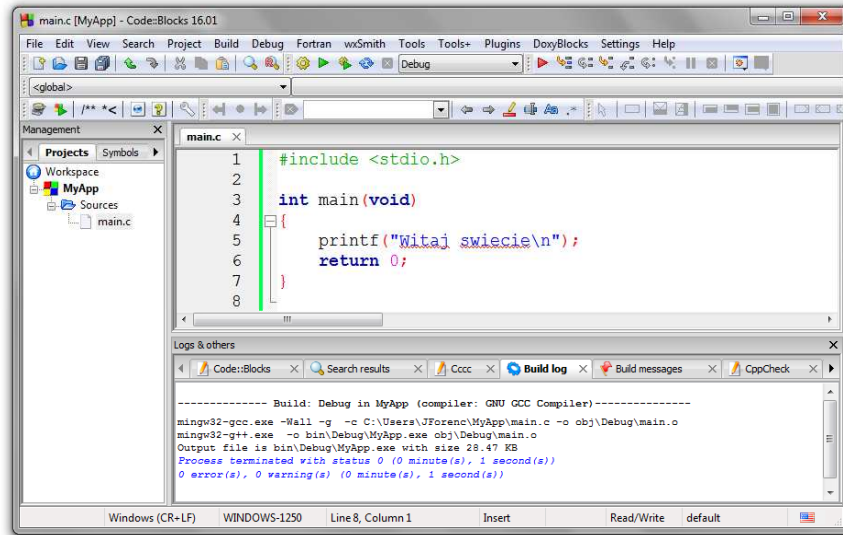 main.c [MyApp] - Code::Blocks 16.01
File Edit View Search Project Build Debug Fortran wxSmith Tools Tools+ Plugins DoxyBlocks Settings Help
Debug
<global>
/** *<
Management
Projects Symbols
Workspace
MyApp
Sources
main.c
main.c
1 #include <stdio.h>
2
3 int main(void)
4 {
5 printf("Witaj swiecie\n");
6 return 0;
7 }
8
Logs & others
Code::Blocks Search results Cccc Build log Build messages CppCheck
-------------- Build: Debug in MyApp (compiler: GNU GCC Compiler)---------------
mingw32-gcc.exe -Wall -g -c C:\Users\JForenc\MyApp\main.c -o obj\Debug\main.o
mingw32-g++.exe -o bin\Debug\MyApp.exe obj\Debug\main.o
Output file is bin\Debug\MyApp.exe with size 28.47 KB
Process terminated with status 0 (0 minute(s), 1 second(s))
0 error(s), 0 warning(s) (0 minute(s), 1 second(s))
Windows (CR+LF) WINDOWS-1250 Line 8, Column 1 Insert Read/Write default